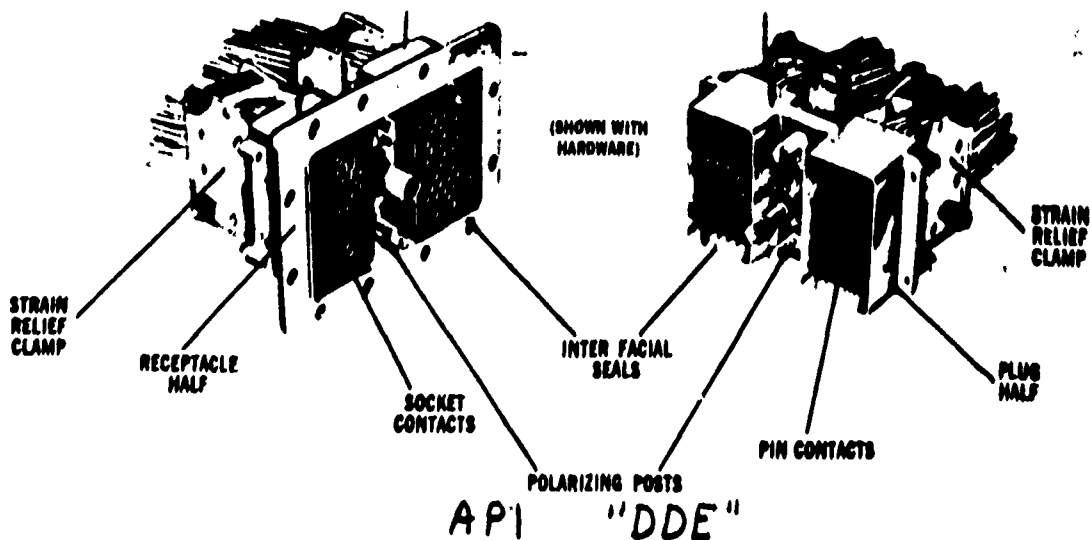 (SHOWN WITH
HARDWARE)
STRAIN
RELIEF
CLAMP
STRAIN
RELIEF
CLAMP
RECEPTACLE
HALF
INTER FACIAL
SEALS
PLUG
HALF
SOCKET
CONTACTS
PIN CONTACTS
POLARIZING POSTS
API "DDE"